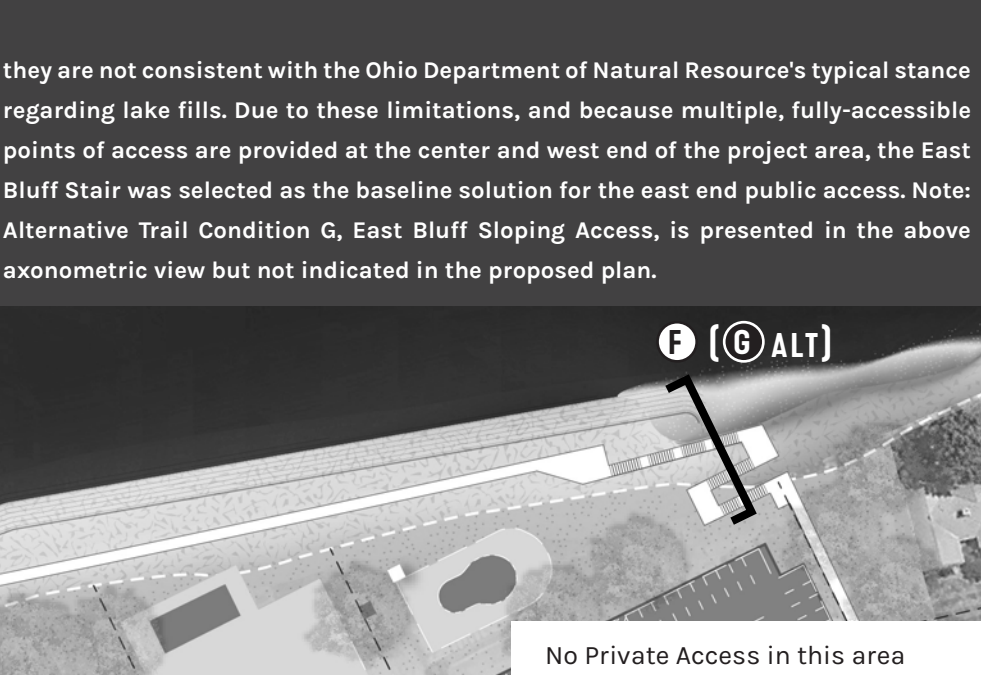 they are not consistent with the Ohio Department of Natural Resource's typical stance
regarding lake fills. Due to these limitations, and because multiple, fully-accessible
points of access are provided at the center and west end of the project area, the East
Bluff Stair was selected as the baseline solution for the east end public access. Note:
Alternative Trail Condition G, East Bluff Sloping Access, is presented in the above
axonometric view but not indicated in the proposed plan.
F (G ALT)
No Private Access in this area